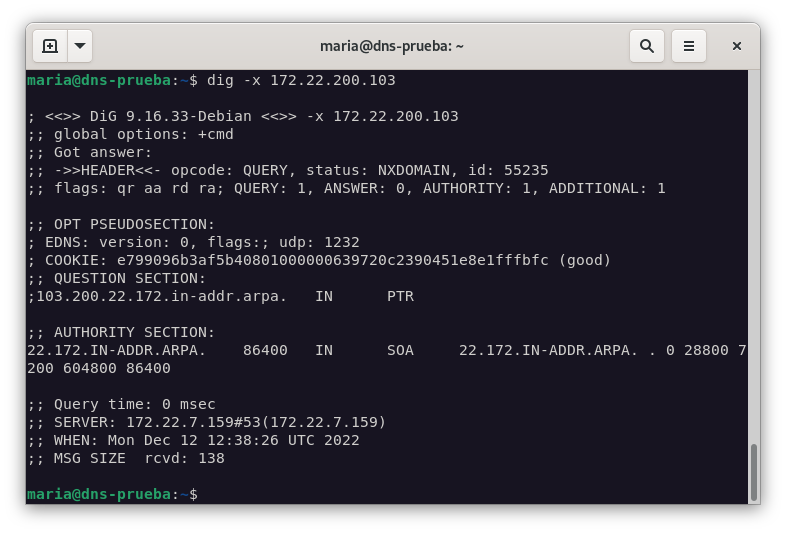 maria@dns-prueba: ~
maria@dns-prueba:~$ dig -x 172.22.200.103
; <<>> DiG 9.16.33-Debian <<>> -x 172.22.200.103
;; global options: +cmd
;; Got answer:
;; ->>HEADER<<- opcode: QUERY, status: NXDOMAIN, id: 55235
;; flags: qr aa rd ra; QUERY: 1, ANSWER: 0, AUTHORITY: 1, ADDITIONAL: 1
;; OPT PSEUDOSECTION:
; EDNS: version: 0, flags:; udp: 1232
; COOKIE: e799096b3af5b40801000000639720c2390451e8e1fffbfc (good)
;; QUESTION SECTION:
;103.200.22.172.in-addr.arpa.   IN      PTR
;; AUTHORITY SECTION:
22.172.IN-ADDR.ARPA.    86400   IN      SOA     22.172.IN-ADDR.ARPA. . 0 28800 7
200 604800 86400
;; Query time: 0 msec
;; SERVER: 172.22.7.159#53(172.22.7.159)
;; WHEN: Mon Dec 12 12:38:26 UTC 2022
;; MSG SIZE  rcvd: 138
maria@dns-prueba:~$